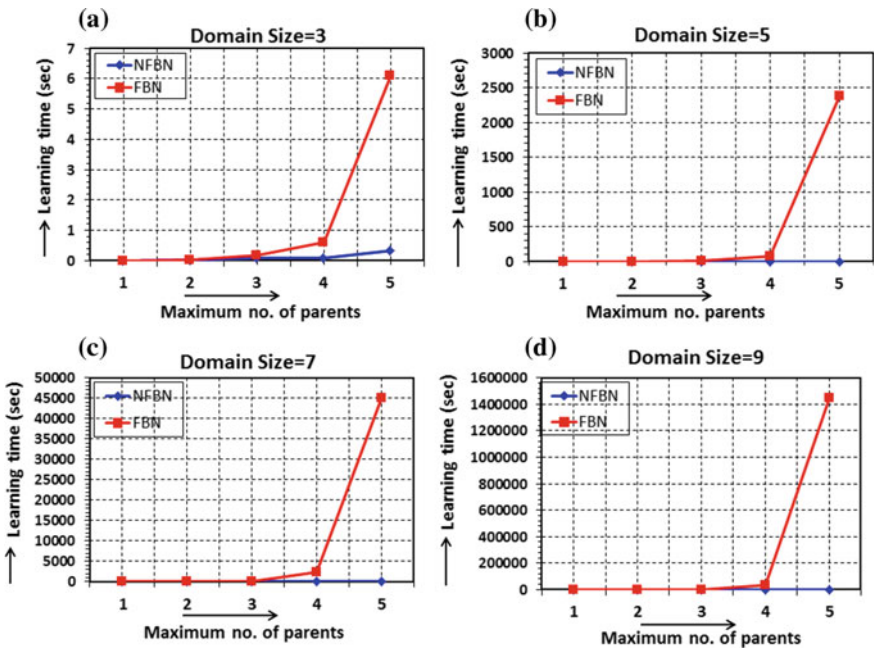 (a)
Domain Size=3
Learning time (sec)
7
6
5
4
3
2
1
0
NFBN
FBN
1 2 3 4 5
Maximum no. of parents
(b)
Domain Size=5
Learning time (sec)
3000
2500
2000
1500
1000
500
0
NFBN
FBN
1 2 3 4 5
Maximum no. of parents
(c)
Domain Size=7
Learning time (sec)
50000
45000
40000
35000
30000
25000
20000
15000
10000
5000
0
NFBN
FBN
1 2 3 4 5
Maximum no. of parents
(d)
Domain Size=9
Learning time (sec)
1600000
1400000
1200000
1000000
800000
600000
400000
200000
0
NFBN
FBN
1 2 3 4 5
Maximum no. of parents